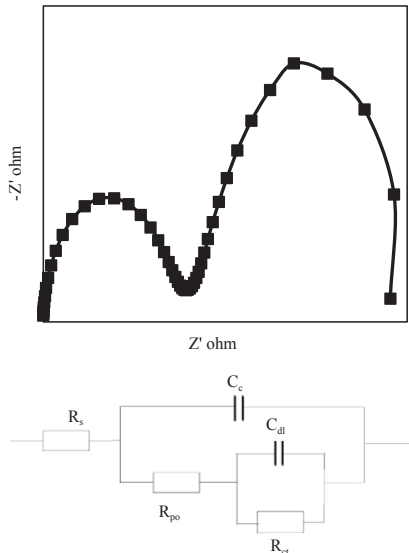 -Z' ohm
Z' ohm
C_c
R_s
C_dl
R_po
R_ct